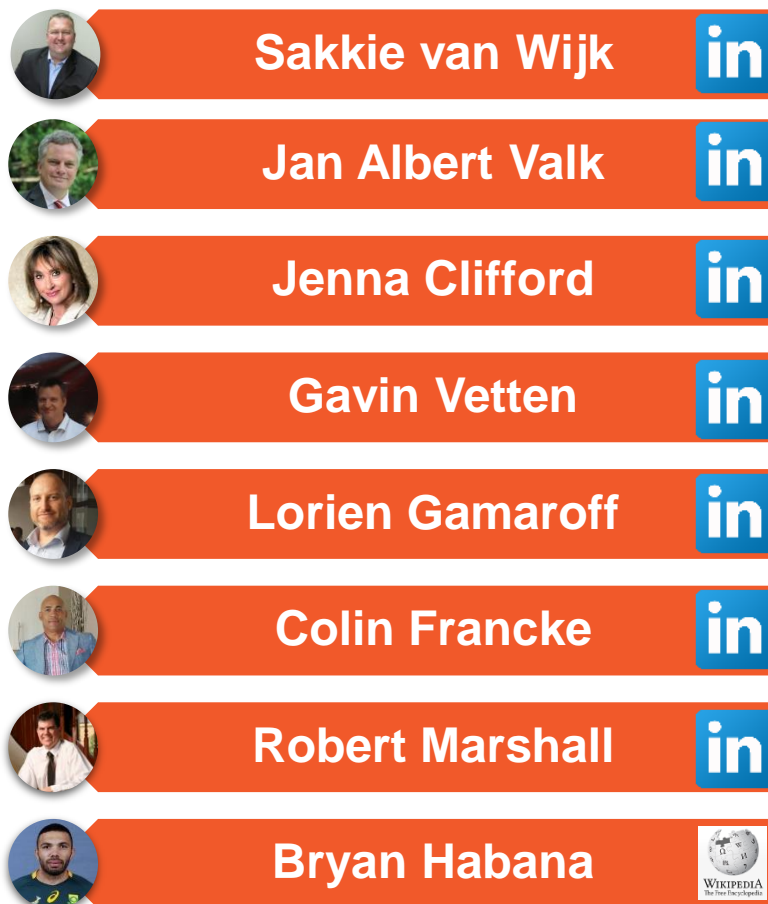 Sakkie van Wijk
in
Jan Albert Valk
in
Jenna Clifford
in
Gavin Vetten
in
Lorien Gamaroff
in
Colin Francke
in
Robert Marshall
in
Bryan Habana
WIKIPEDIA
The Free Encyclopedia